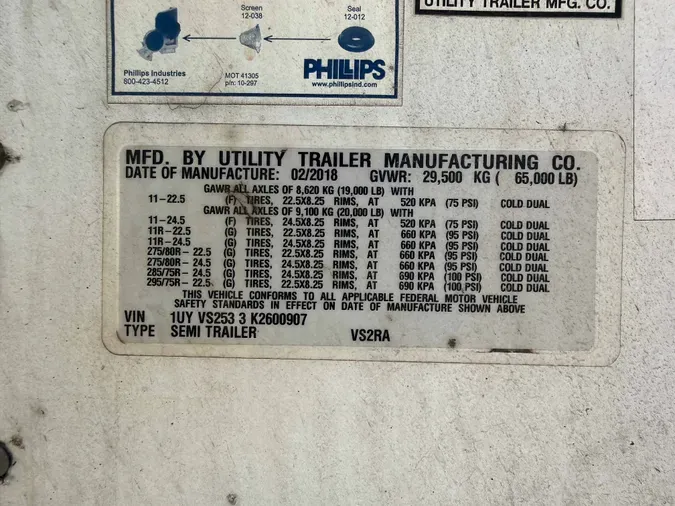 UTILITY TRAILER MFG. CO.
Screen
12-038
Seal
12-012
Phillips Industries
800-423-4512
MOT 41305
p/n: 10-297
PHILLIPS
www.phillipsind.com
MFD. BY UTILITY TRAILER MANUFACTURING CO.
DATE OF MANUFACTURE: 02/2018 GVWR: 29,500 KG ( 65,000 LB)
GAWR ALL AXLES OF 8,620 KG (19,000 LB) WITH
11-22.5 (F) TIRES, 22.5X8.25 RIMS, AT 520 KPA (75 PSI) COLD DUAL
GAWR ALL AXLES OF 9,100 KG (20,000 LB) WITH
11-24.5 (F) TIRES, 24.5X8.25 RIMS, AT 520 KPA (75 PSI) COLD DUAL
11R-22.5 (G) TIRES, 22.5X8.25 RIMS, AT 660 KPA (95 PSI) COLD DUAL
11R-24.5 (G) TIRES, 24.5X8.25 RIMS, AT 660 KPA (95 PSI) COLD DUAL
275/80R- 22.5 (G) TIRES, 22.5X8.25 RIMS, AT 660 KPA (95 PSI) COLD DUAL
275/80R- 24.5 (G) TIRES, 24.5X8.25 RIMS, AT 660 KPA (95 PSI) COLD DUAL
285/75R- 24.5 (G) TIRES, 24.5X8.25 RIMS, AT 690 KPA (100 PSI) COLD DUAL
295/75R- 22.5 (G) TIRES, 22.5X8.25 RIMS, AT 690 KPA (100 PSI) COLD DUAL
THIS VEHICLE CONFORMS TO ALL APPLICABLE FEDERAL MOTOR VEHICLE
SAFETY STANDARDS IN EFFECT ON DATE OF MANUFACTURE SHOWN ABOVE
VIN 1UY VS253 3 K2600907
TYPE SEMI TRAILER VS2RA